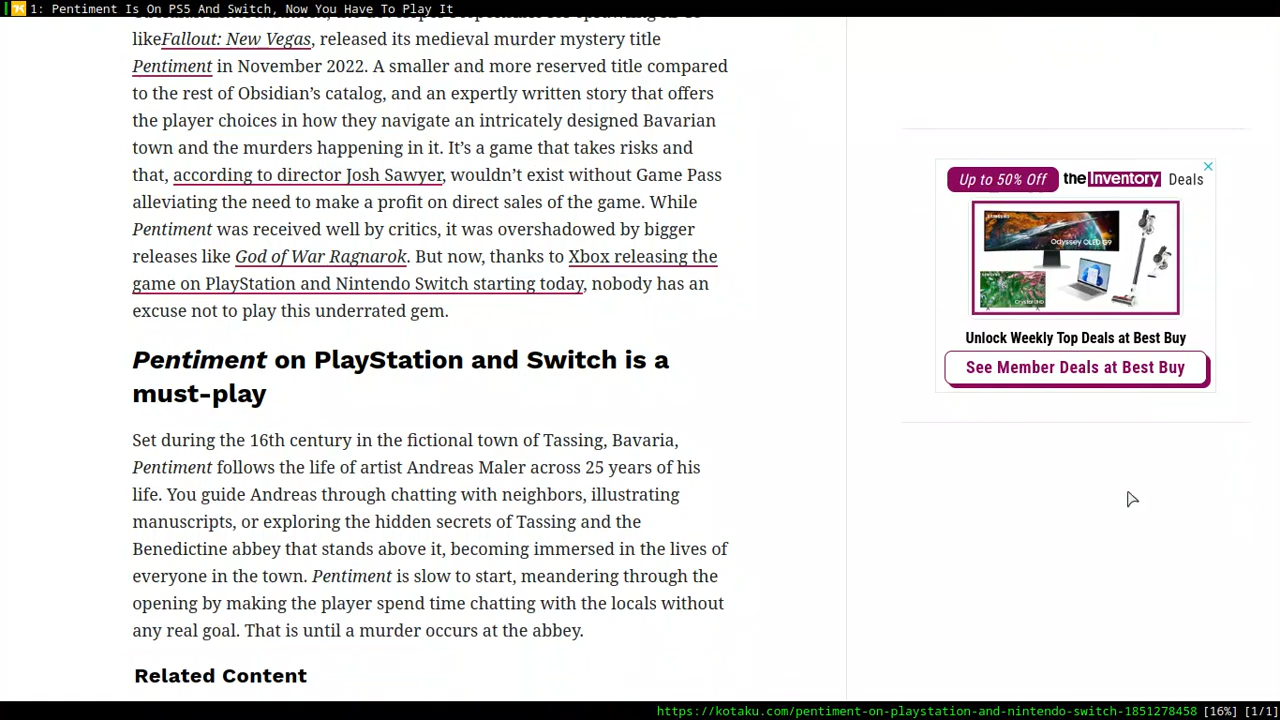 1: Pentiment Is On PS5 And Switch, Now You Have To Play It
likeFallout: New Vegas, released its medieval murder mystery title
Pentiment in November 2022. A smaller and more reserved title compared
to the rest of Obsidian’s catalog, and an expertly written story that offers
the player choices in how they navigate an intricately designed Bavarian
town and the murders happening in it. It’s a game that takes risks and
that, according to director Josh Sawyer, wouldn’t exist without Game Pass
alleviating the need to make a profit on direct sales of the game. While
Pentiment was received well by critics, it was overshadowed by bigger
releases like God of War Ragnarok. But now, thanks to Xbox releasing the
game on PlayStation and Nintendo Switch starting today, nobody has an
excuse not to play this underrated gem.
Pentiment on PlayStation and Switch is a
must-play
Set during the 16th century in the fictional town of Tassing, Bavaria,
Pentiment follows the life of artist Andreas Maler across 25 years of his
life. You guide Andreas through chatting with neighbors, illustrating
manuscripts, or exploring the hidden secrets of Tassing and the
Benedictine abbey that stands above it, becoming immersed in the lives of
everyone in the town. Pentiment is slow to start, meandering through the
opening by making the player spend time chatting with the locals without
any real goal. That is until a murder occurs at the abbey.
Related Content
Up to 50% Off theInventory Deals
Odyssey OLED G9
Crystal UHD
Unlock Weekly Top Deals at Best Buy
See Member Deals at Best Buy
https://kotaku.com/pentiment-on-playstation-and-nintendo-switch-1851278458 [16%] [1/1]